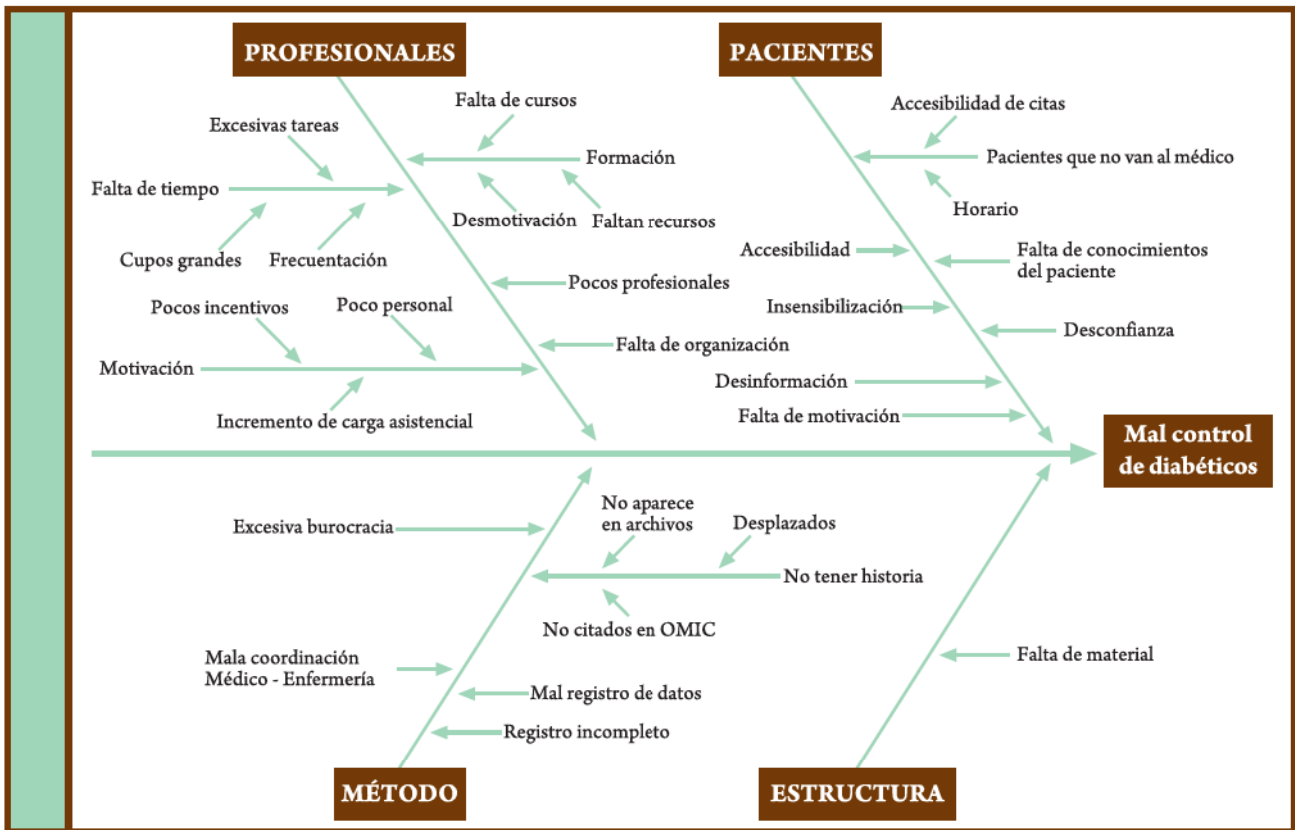 PROFESIONALES
PACIENTES
Falta de cursos
Accesibilidad de citas
Excesivas tareas
Formación
Pacientes que no van al médico
Falta de tiempo
Desmotivación
Faltan recursos
Horario
Cupos grandes
Frecuentación
Accesibilidad
Falta de conocimientos
del paciente
Pocos profesionales
Pocos incentivos
Poco personal
Insensibilización
Desconfianza
Falta de organización
Motivación
Desinformación
Incremento de carga asistencial
Falta de motivación
Mal control
de diabéticos
No aparece
en archivos
Desplazados
Excesiva burocracia
No tener historia
No citados en OMIC
Mala coordinación
Médico - Enfermería
Falta de material
Mal registro de datos
Registro incompleto
MÉTODO
ESTRUCTURA